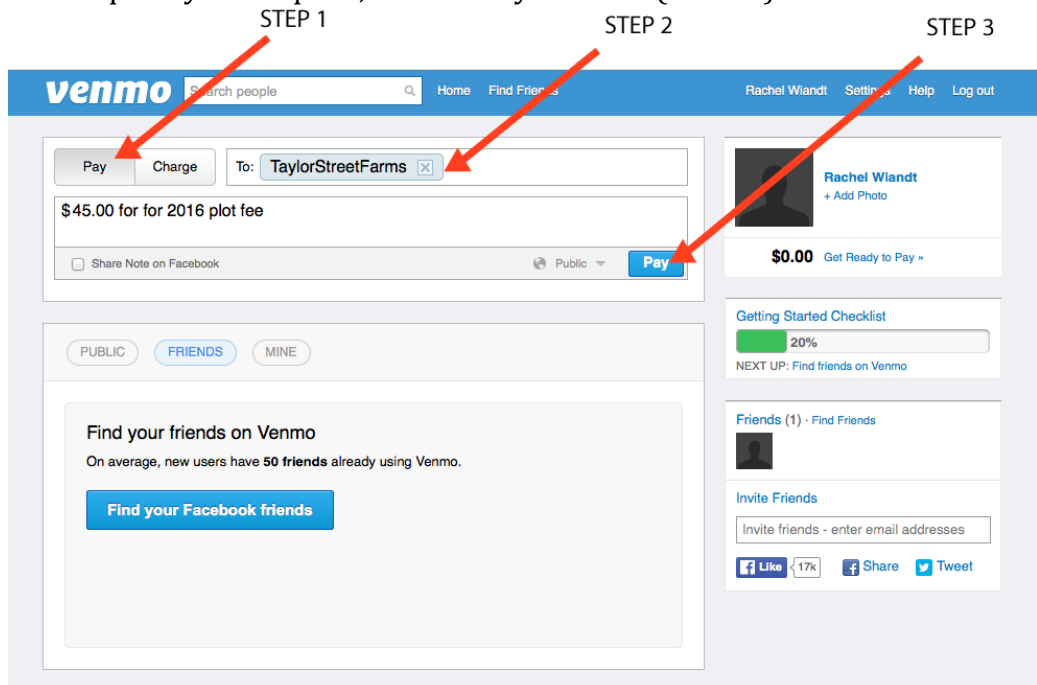 STEP 1
STEP 2
STEP 3
venmo
Search people
Home Find Friends
Rachel Wiandt Settings Help Log out
Pay Charge To: TaylorStreetFarms
$45.00 for for 2016 plot fee
Share Note on Facebook
Public
Pay
Rachel Wiandt
+ Add Photo
$0.00 Get Ready to Pay »
Getting Started Checklist
20%
NEXT UP: Find friends on Venmo
PUBLIC FRIENDS MINE
Find your friends on Venmo
On average, new users have 50 friends already using Venmo.
Find your Facebook friends
Friends (1) · Find Friends
Invite Friends
Invite friends - enter email addresses
Like 17k Share Tweet